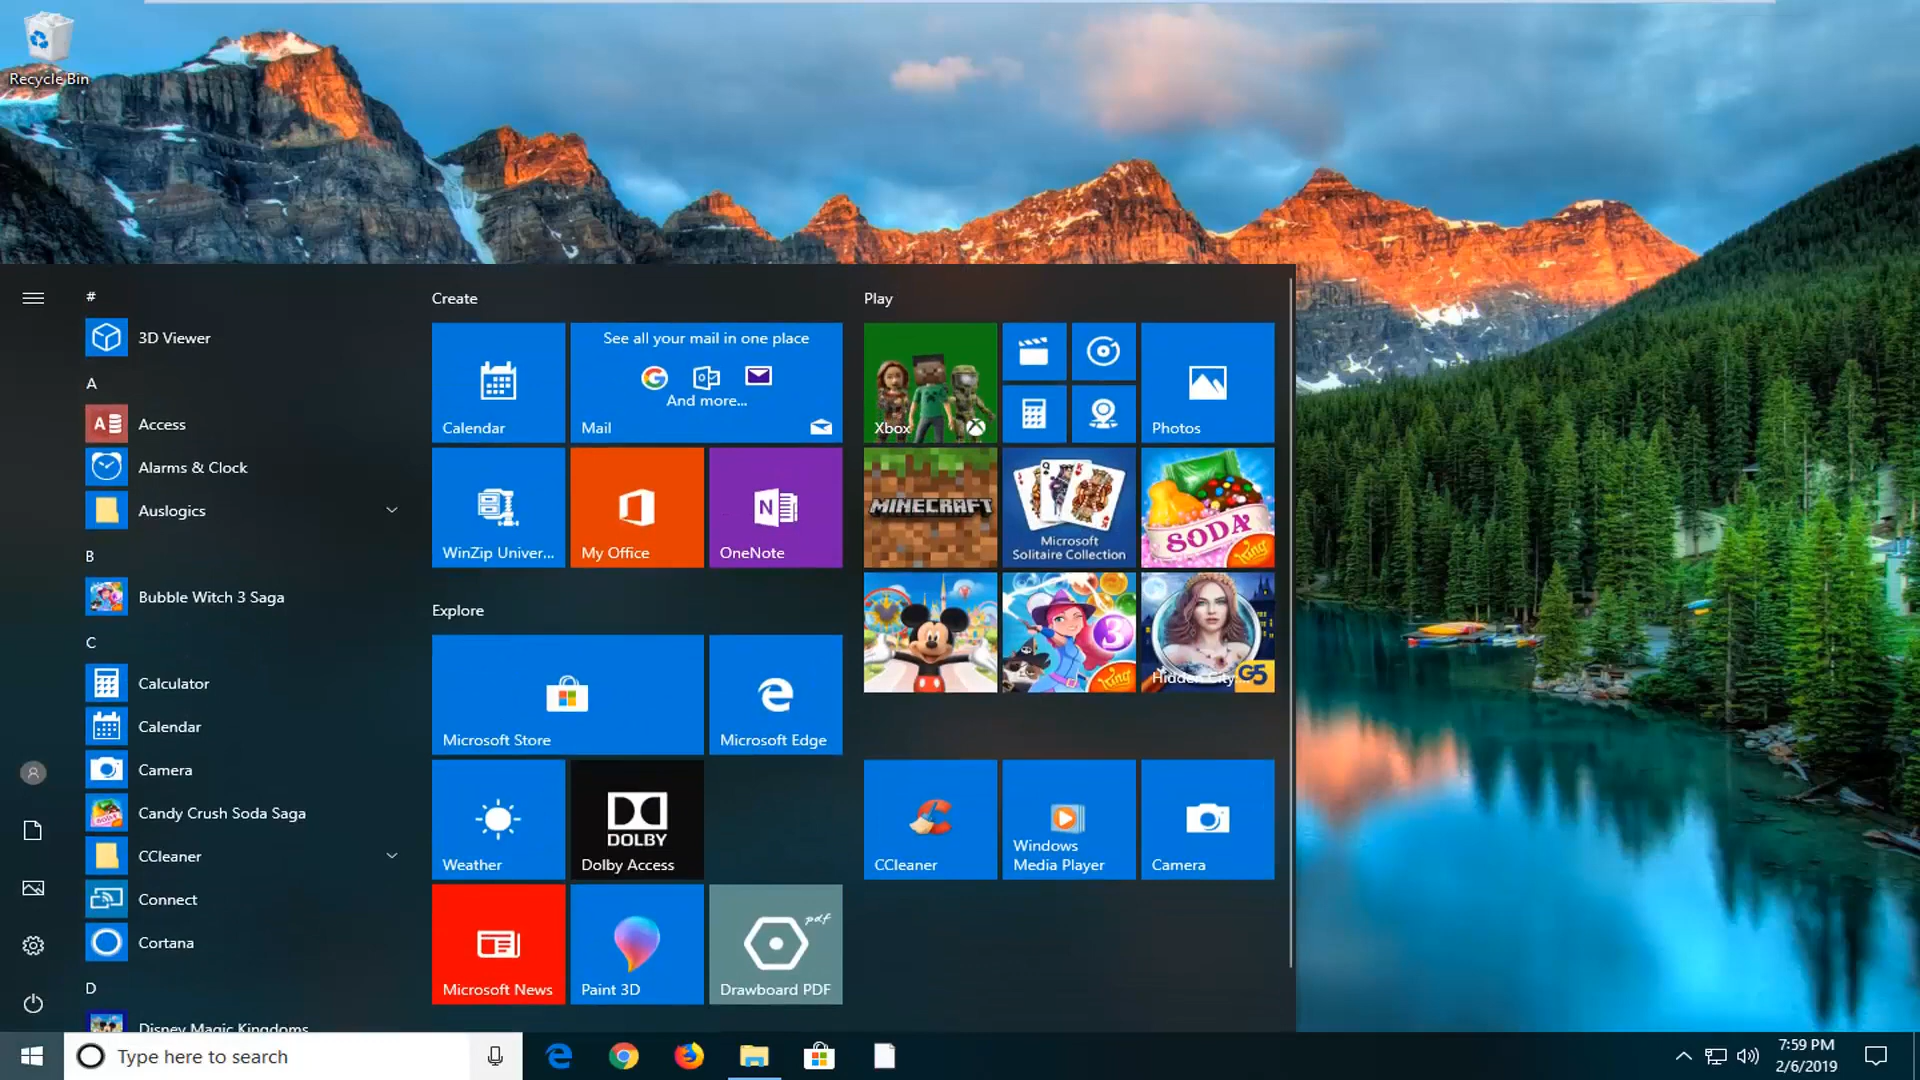 Recycle Bin
#
3D Viewer
A
Access
Alarms & Clock
Auslogics
B
Bubble Witch 3 Saga
C
Calculator
Calendar
Camera
Candy Crush Soda Saga
CCleaner
Connect
Cortana
D
Disney Magic Kingdoms
Create
Calendar
See all your mail in one place
And more...
Mail
WinZip Univer...
My Office
N
OneNote
Explore
Microsoft Store
Microsoft Edge
Weather
DOLBY
Dolby Access
Microsoft News
Paint 3D
pdf
Drawboard PDF
Play
Xbox
Photos
MINECRAFT
Microsoft
Solitaire Collection
SODA
King
3
King
Hidden City...
G5
CCleaner
Windows
Media Player
Camera
Type here to search
7:59 PM
2/6/2019